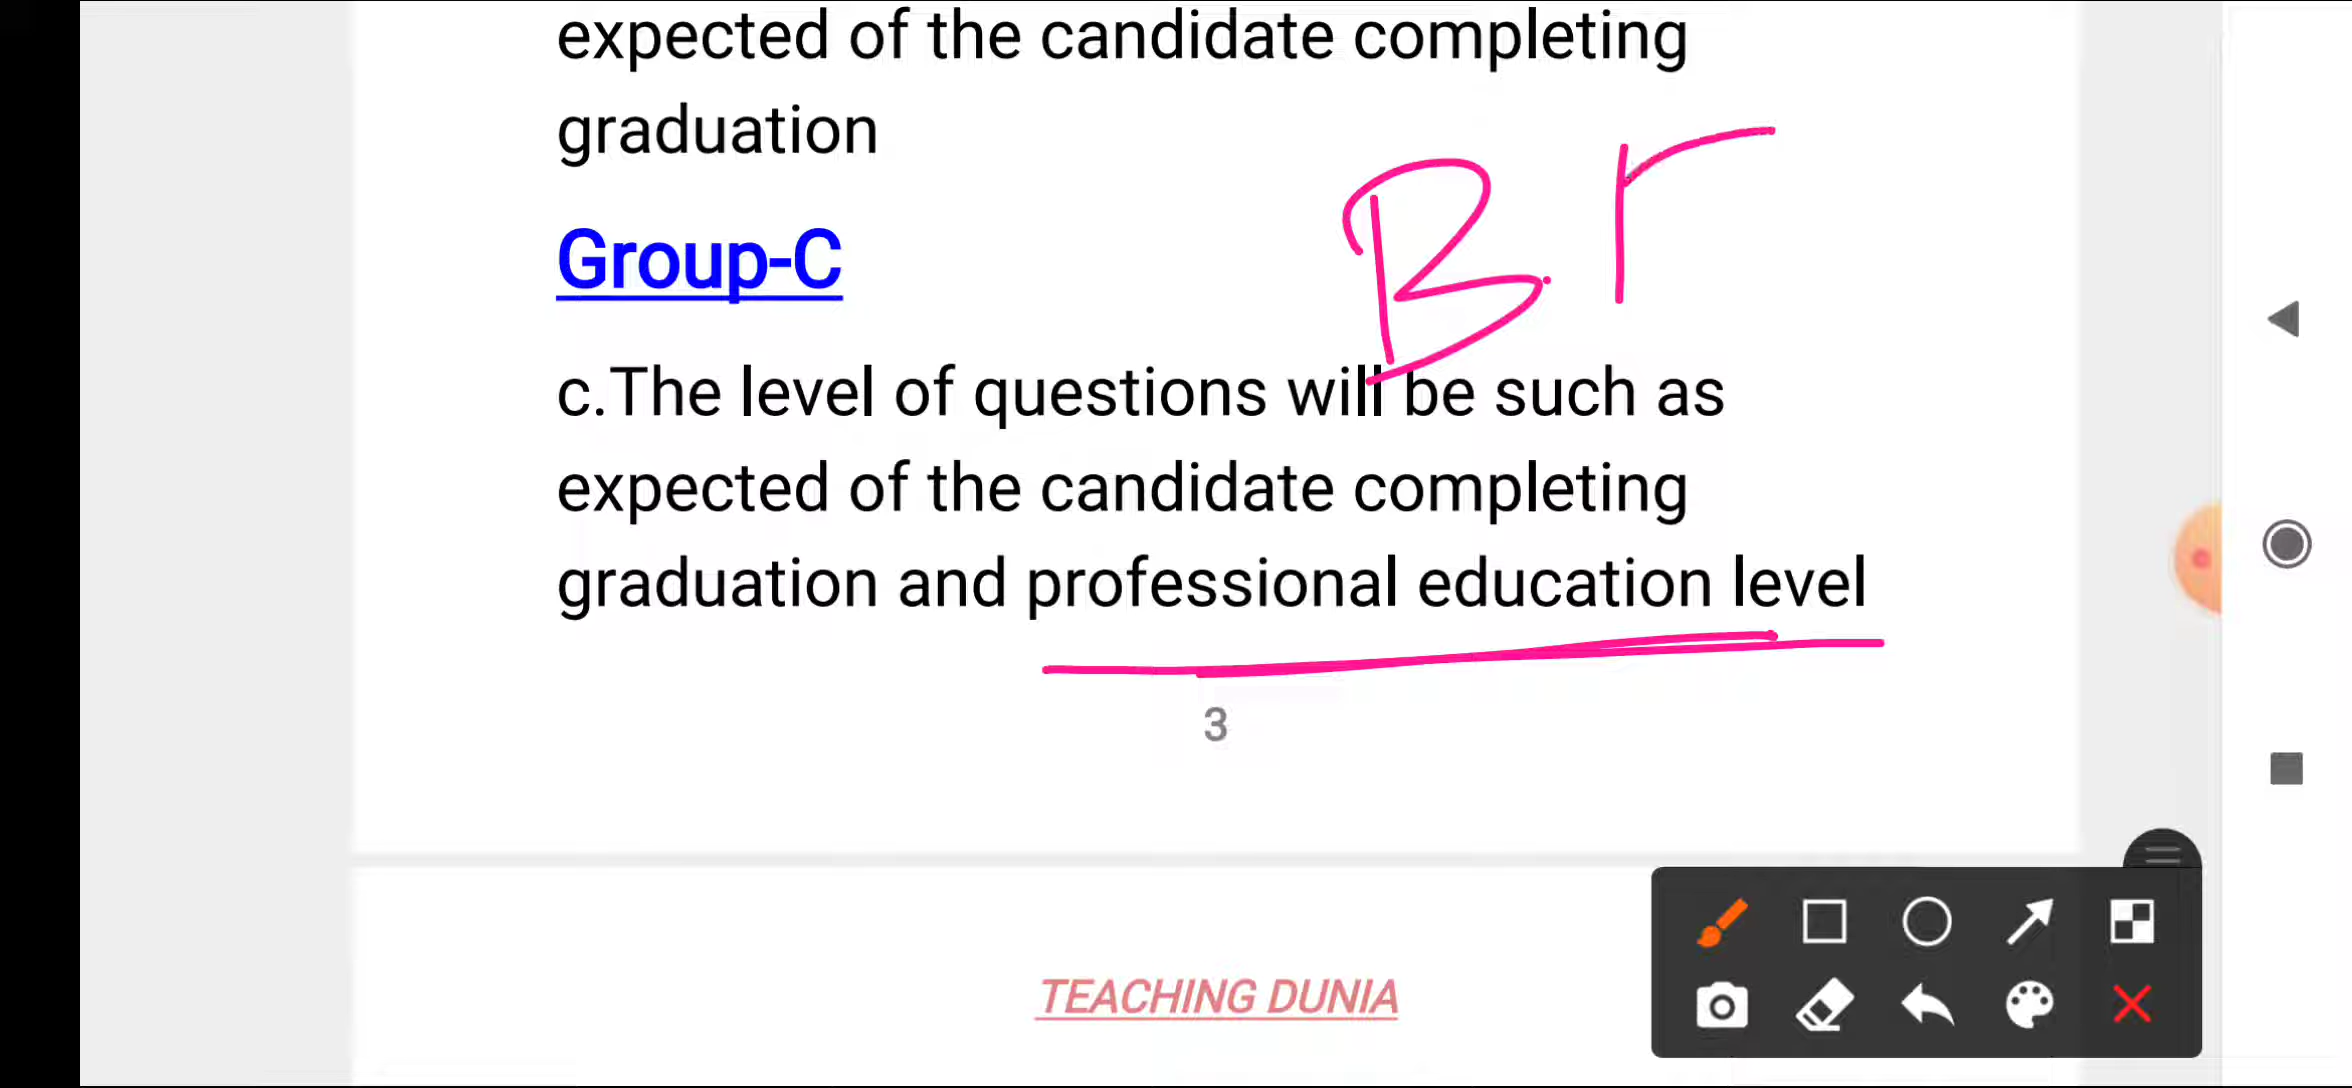 expected of the candidate completing
graduation
B r
Group-C
c.The level of questions will be such as
expected of the candidate completing
graduation and professional education level
3
TEACHING DUNIA